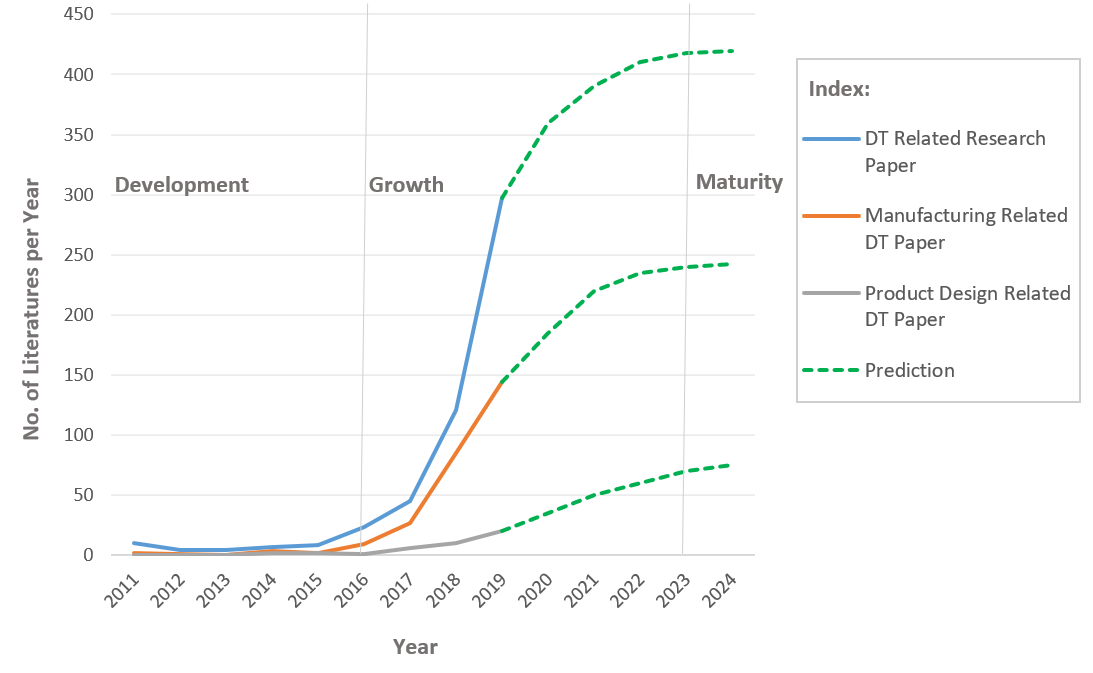 450
400
350
300
250
200
150
100
50
0
No. of Literatures per Year
Development
Growth
Maturity
2011
2012
2013
2014
2015
2016
2017
2018
2019
2020
2021
2022
2023
2024
Year
Index:
DT Related Research
Paper
Manufacturing Related
DT Paper
Product Design Related
DT Paper
Prediction